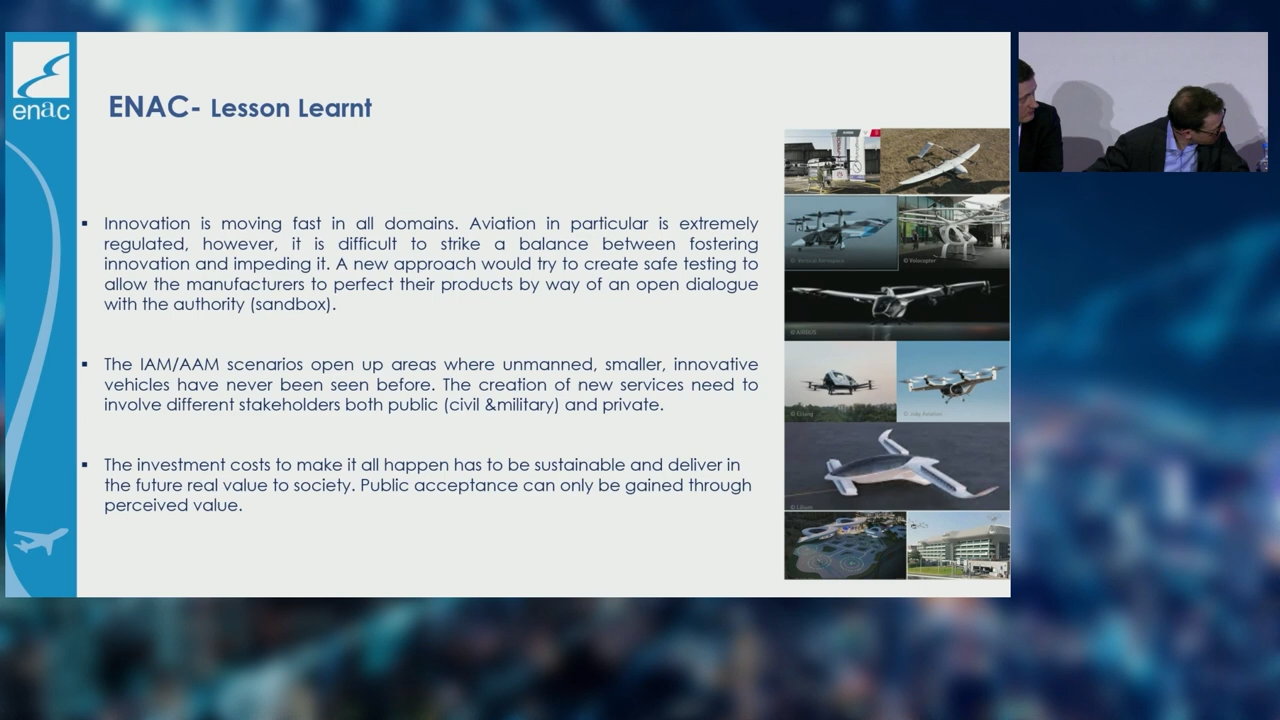 enac
ENAC- Lesson Learnt
Innovation is moving fast in all domains. Aviation in particular is extremely
regulated, however, it is difficult to strike a balance between fostering
innovation and impeding it. A new approach would try to create safe testing to
allow the manufacturers to perfect their products by way of an open dialogue
with the authority (sandbox).
The IAM/AAM scenarios open up areas where unmanned, smaller, innovative
vehicles have never been seen before. The creation of new services need to
involve different stakeholders both public (civil &military) and private.
The investment costs to make it all happen has to be sustainable and deliver in
the future real value to society. Public acceptance can only be gained through
perceived value.
© Vertical Aerospace
© Volocopter
© AIRBUS
© EHang
© Joby Aviation
© Lilium